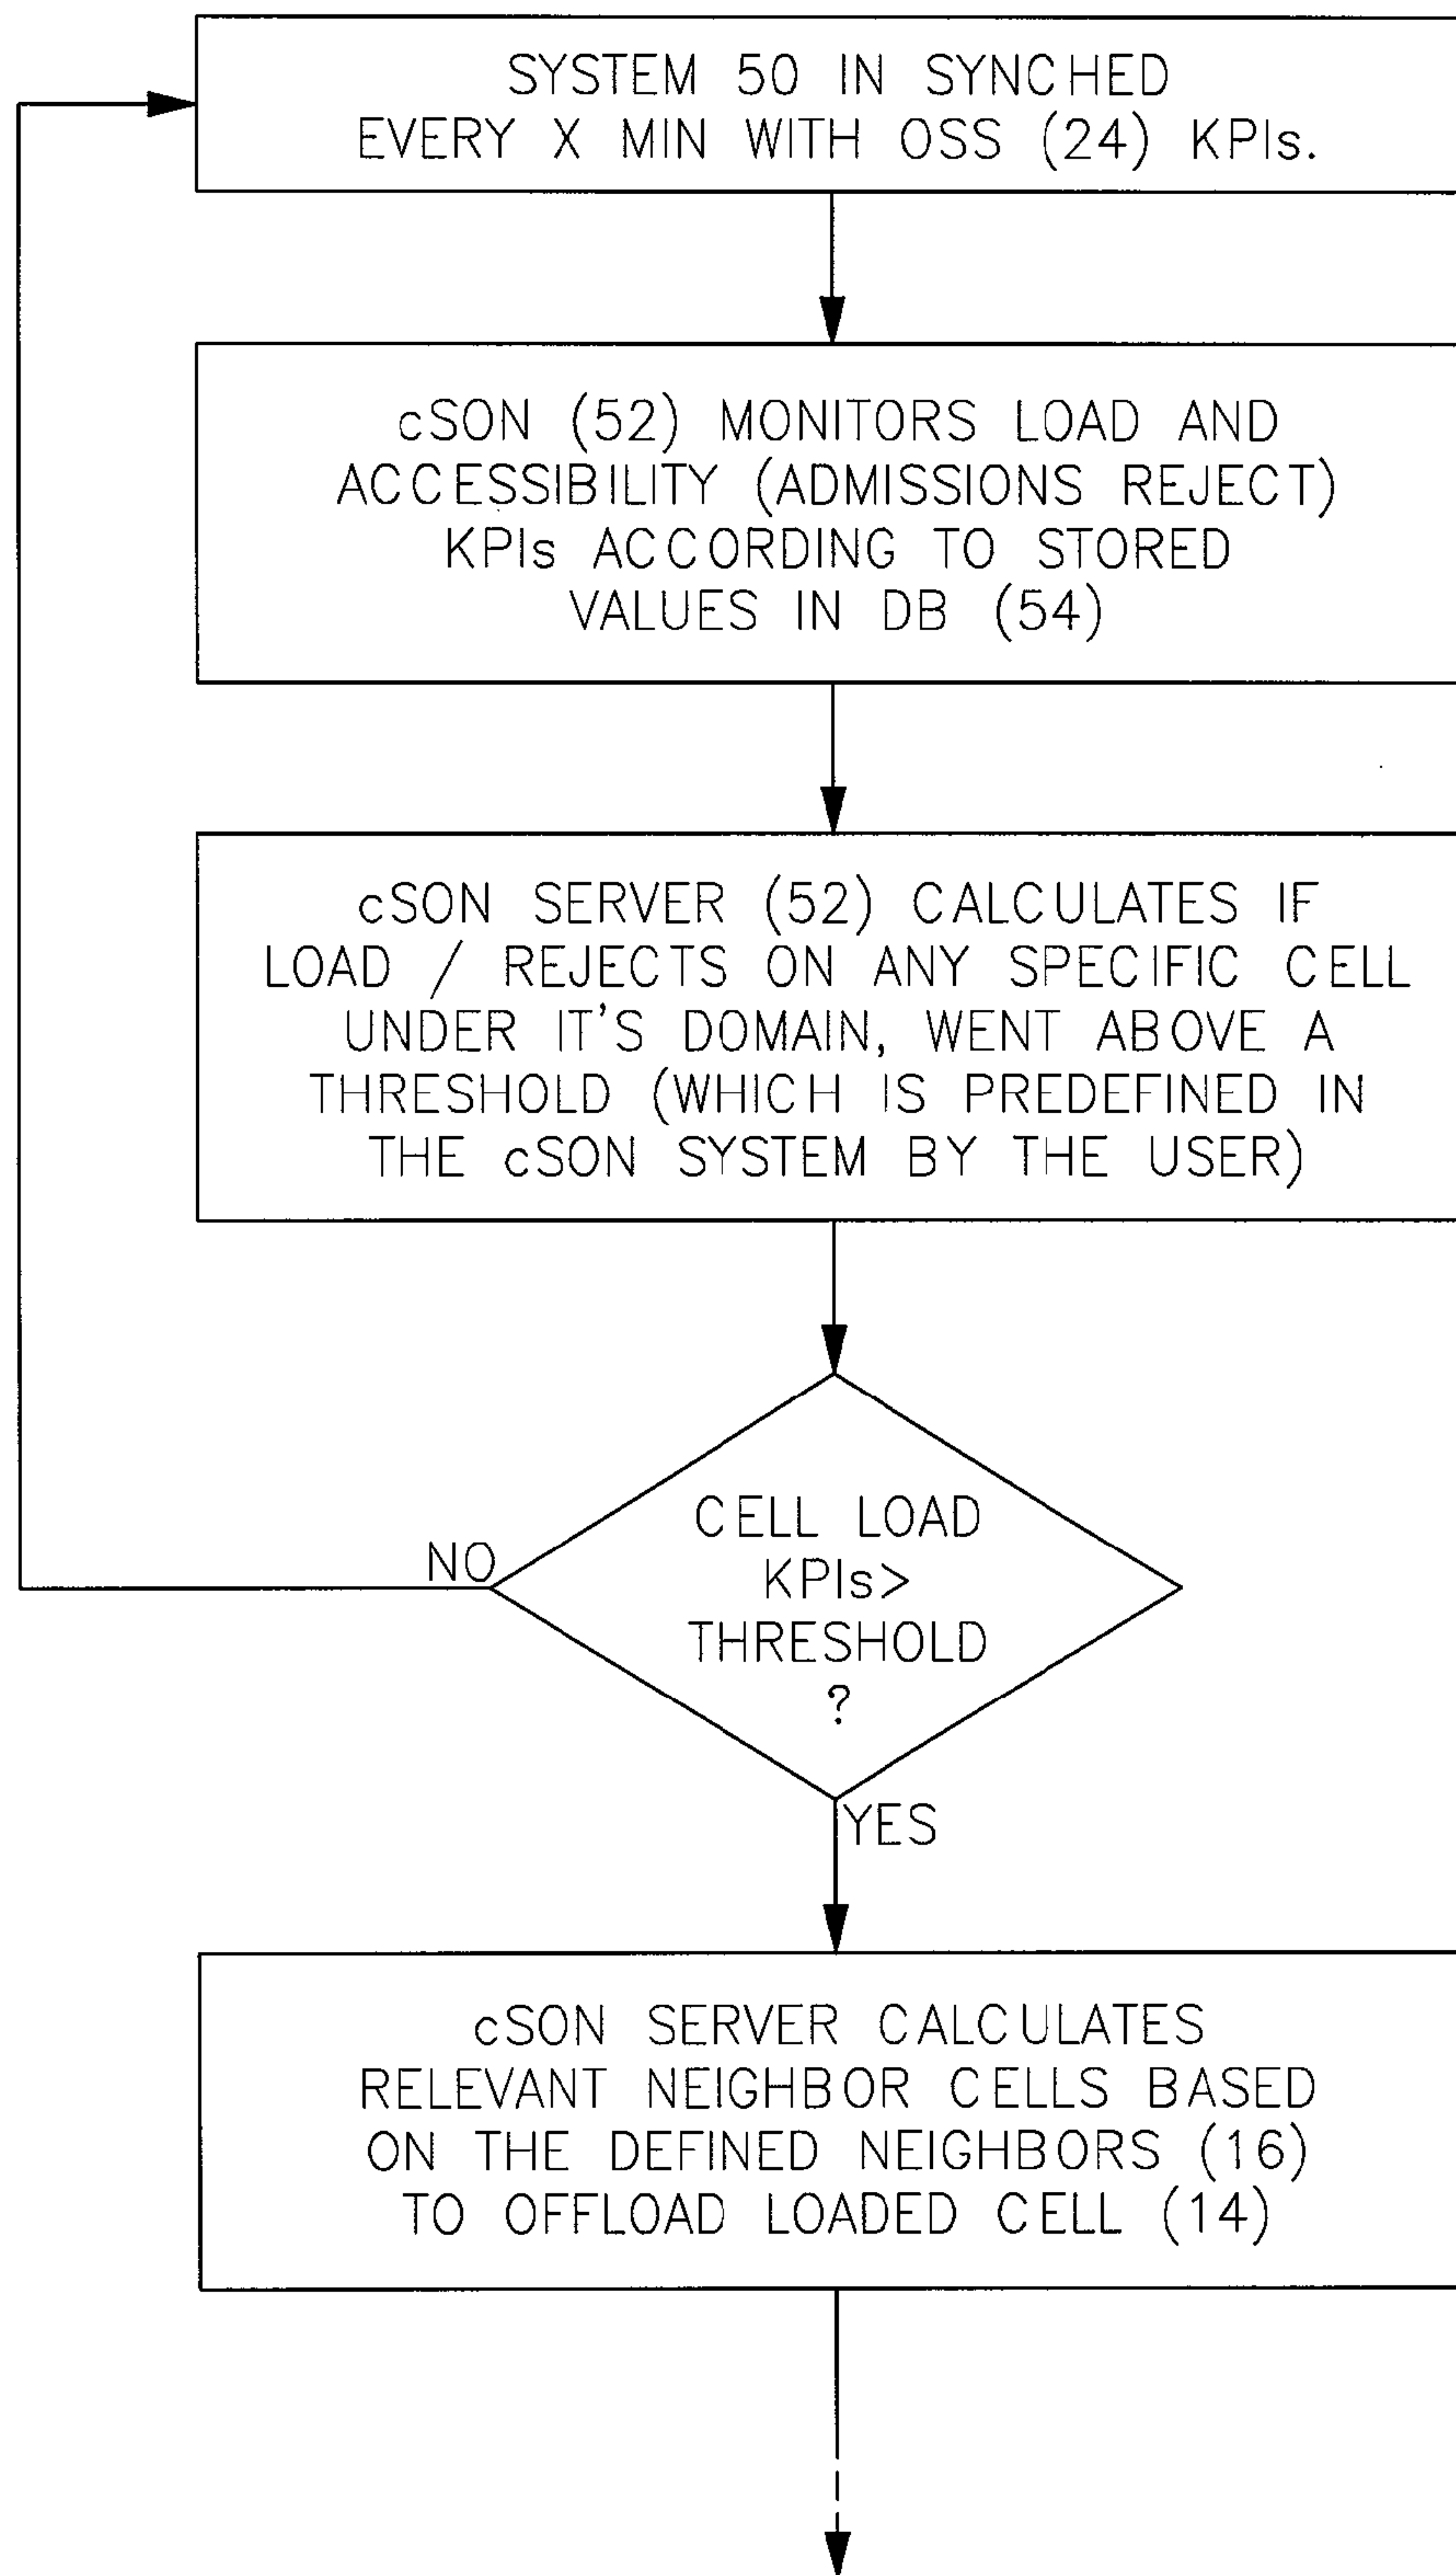 SYSTEM 50 IN SYNCHED
EVERY X MIN WITH OSS (24) KPIs.
cSON (52) MONITORS LOAD AND
ACCESSIBILITY (ADMISSIONS REJECT)
KPIs ACCORDING TO STORED
VALUES IN DB (54)
cSON SERVER (52) CALCULATES IF
LOAD / REJECTS ON ANY SPECIFIC CELL
UNDER IT'S DOMAIN, WENT ABOVE A
THRESHOLD (WHICH IS PREDEFINED IN
THE cSON SYSTEM BY THE USER)
CELL LOAD
KPIs>
THRESHOLD
?
NO
YES
cSON SERVER CALCULATES
RELEVANT NEIGHBOR CELLS BASED
ON THE DEFINED NEIGHBORS (16)
TO OFFLOAD LOADED CELL (14)